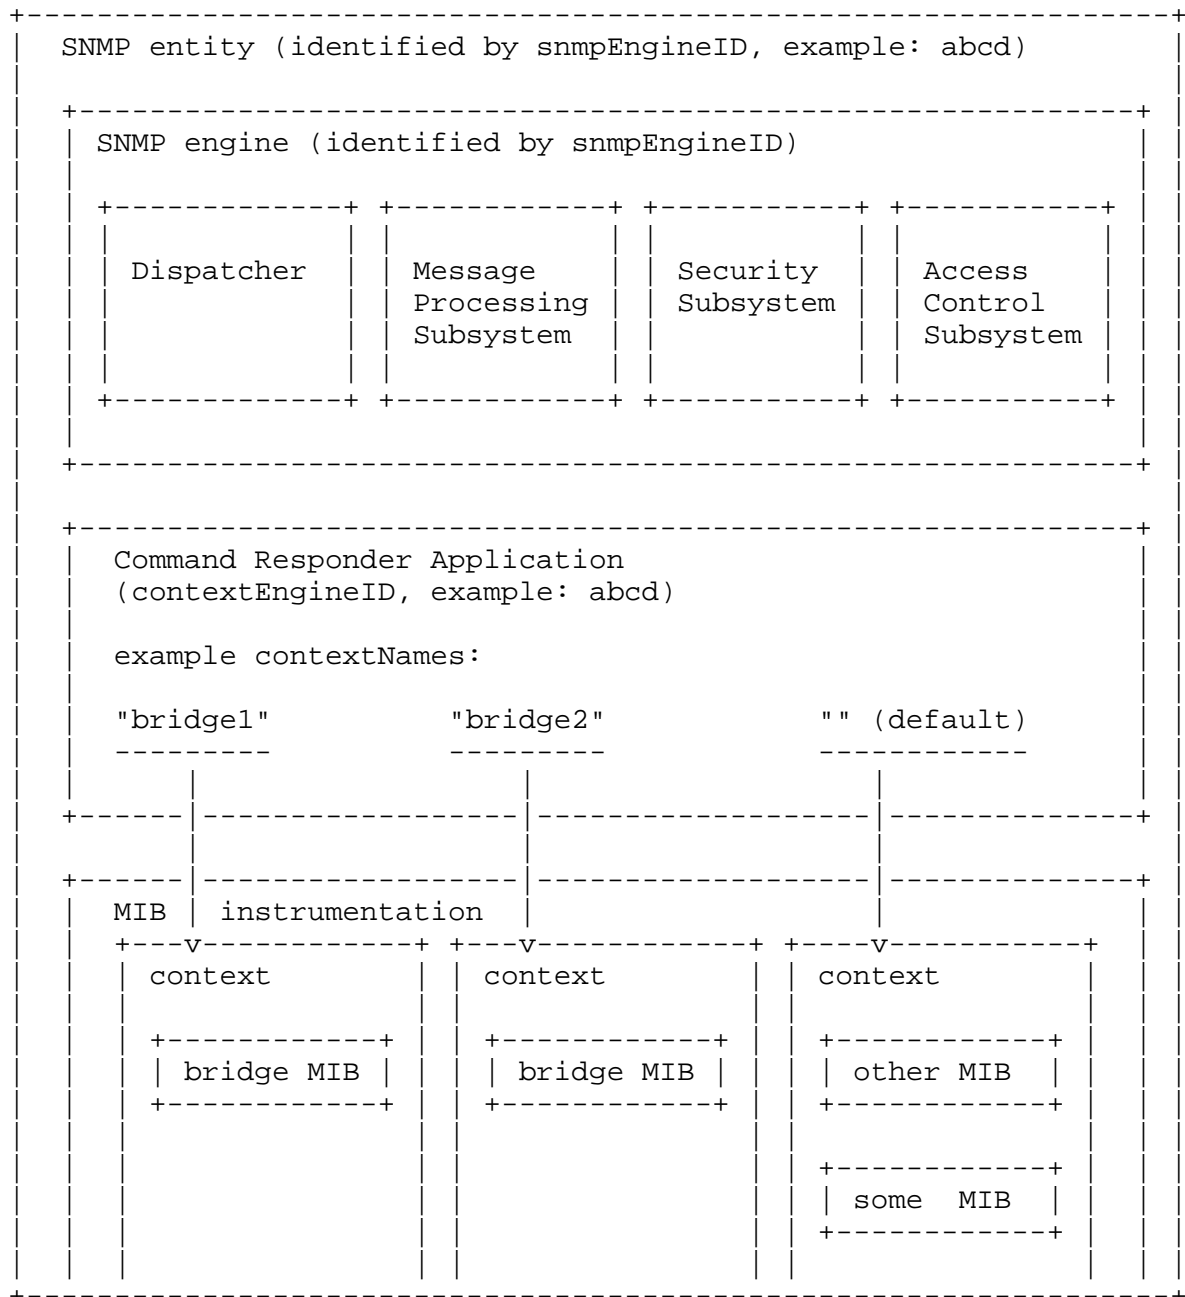 SNMP entity (identified by snmpEngineID, example: abcd)
SNMP engine (identified by snmpEngineID)
Dispatcher
Message
Processing
Subsystem
Security
Subsystem
Access
Control
Subsystem
Command Responder Application
(contextEngineID, example: abcd)
example contextNames:
"bridge1" "bridge2" "" (default)
MIB instrumentation
context
bridge MIB
context
bridge MIB
context
other MIB
some MIB